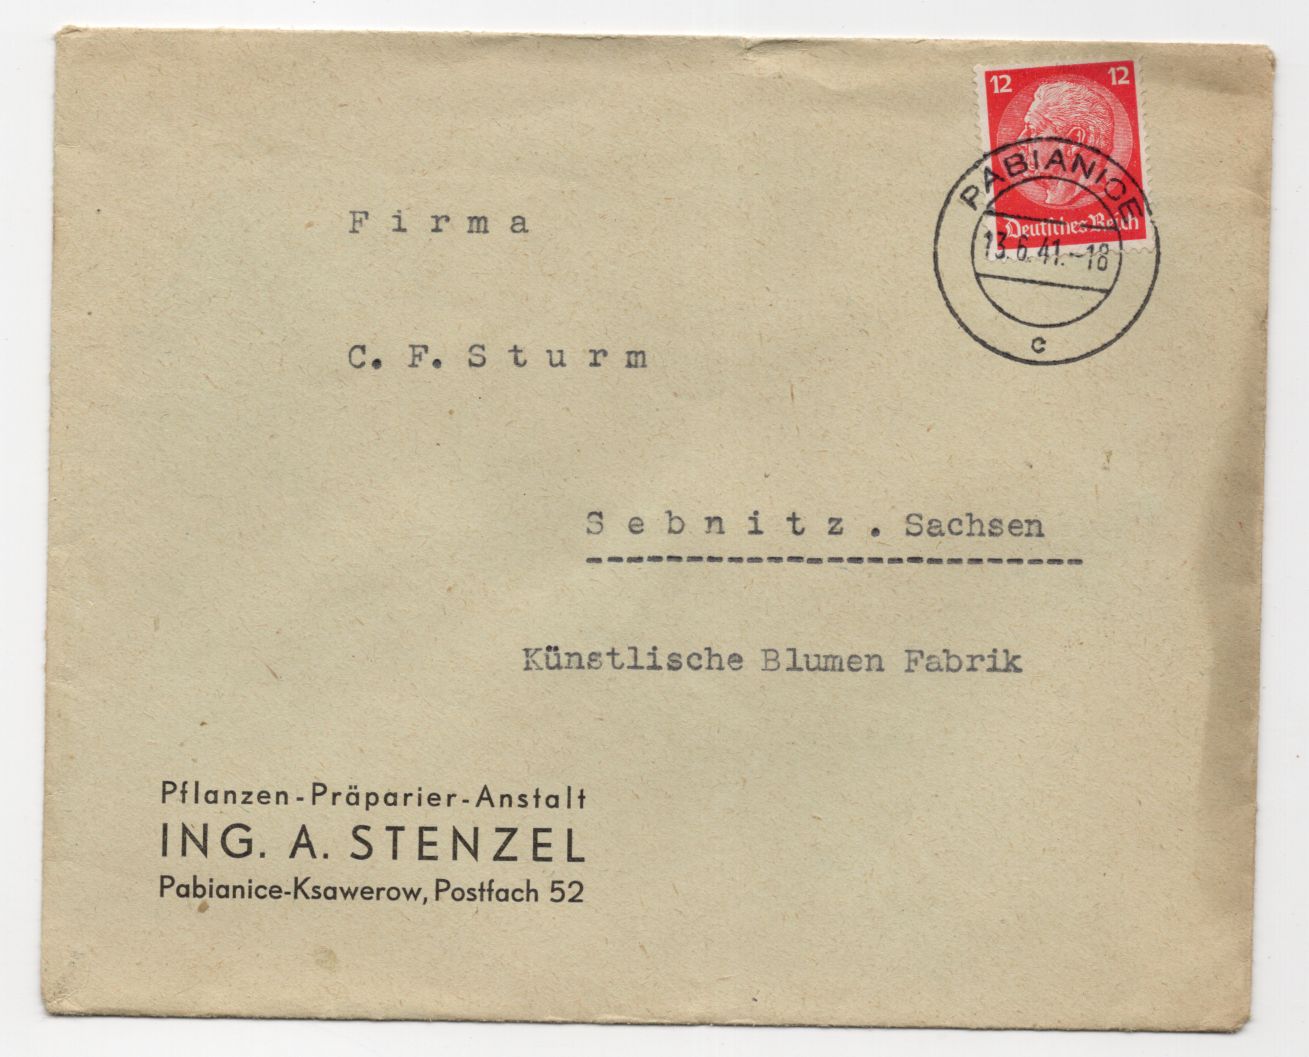 12 12
Deutsches Reich
PABIANICE
13.6.41.-18
c
Firma
C. F. Sturm
Sebnitz. Sachsen
-------------------------
Künstlische Blumen Fabrik
Pflanzen-Präparier-Anstalt
ING. A. STENZEL
Pabianice-Ksawerow, Postfach 52